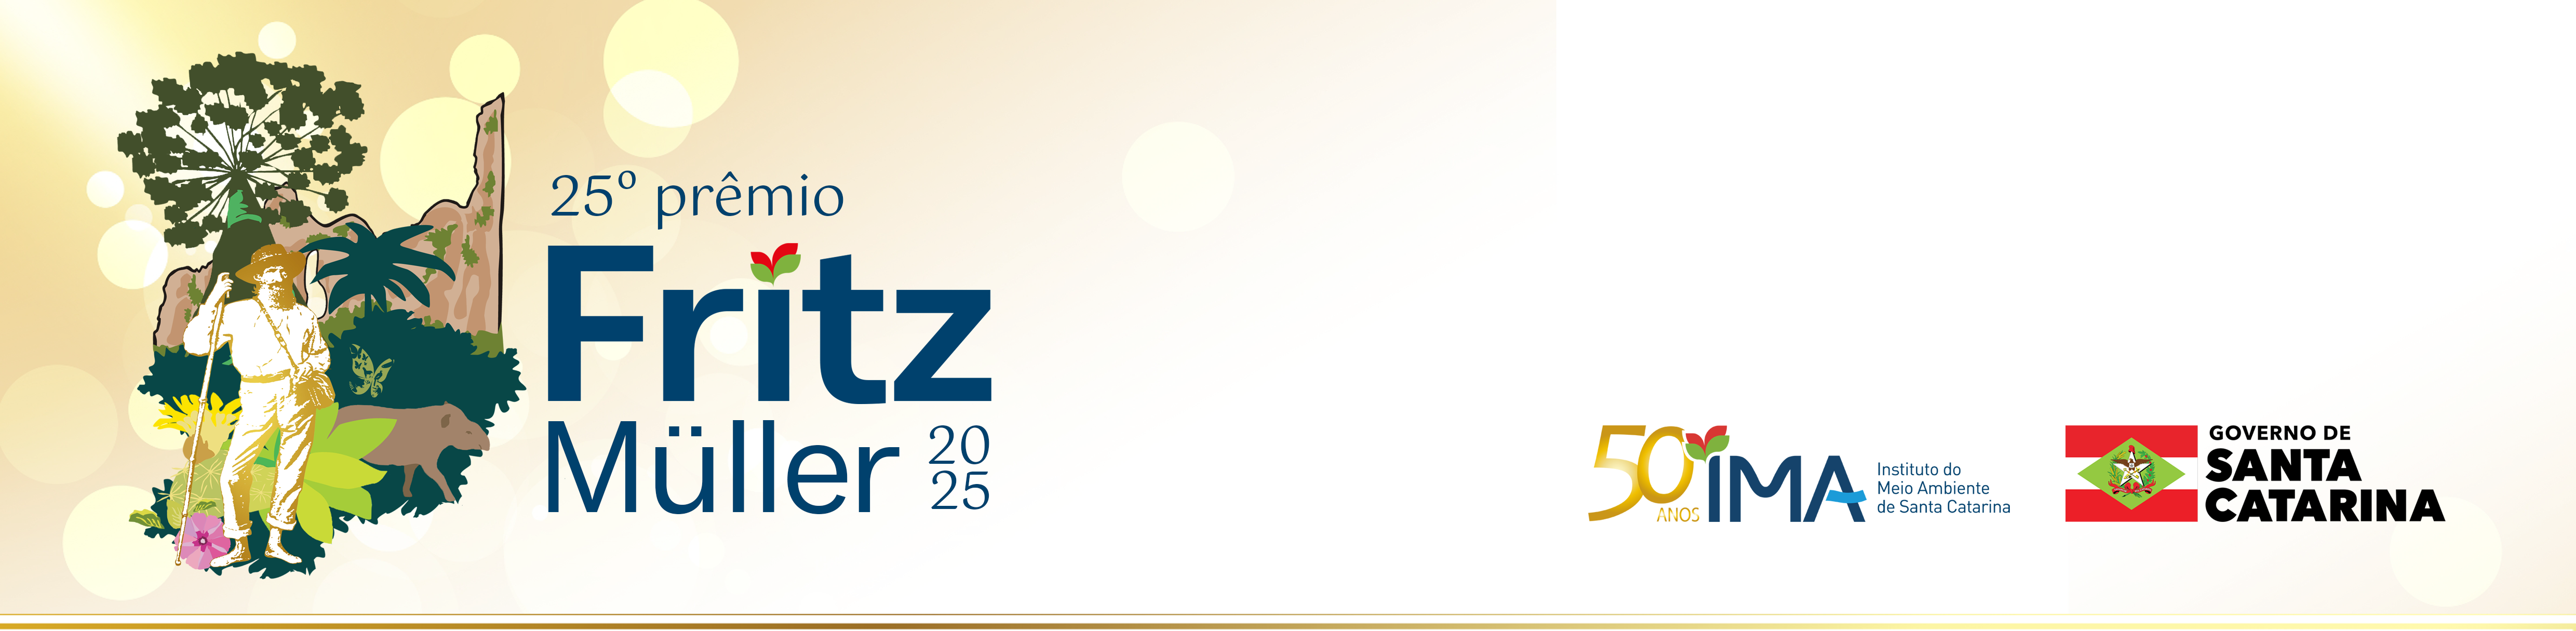 25º prêmio
Fritz
Müller
20
25
50
ANOS
IMA
Instituto do
Meio Ambiente
de Santa Catarina
GOVERNO DE
SANTA
CATARINA